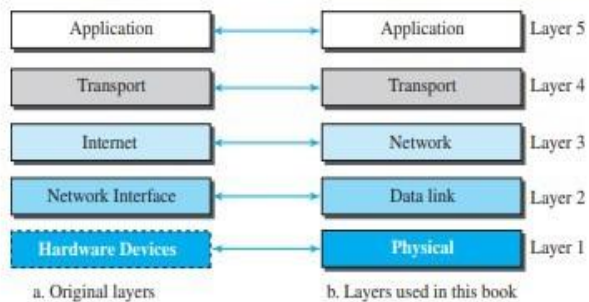 Application Application Layer 5
Transport Transport Layer 4
Internet Network Layer 3
Network Interface Data link Layer 2
Hardware Devices Physical Layer 1
a. Original layers b. Layers used in this book